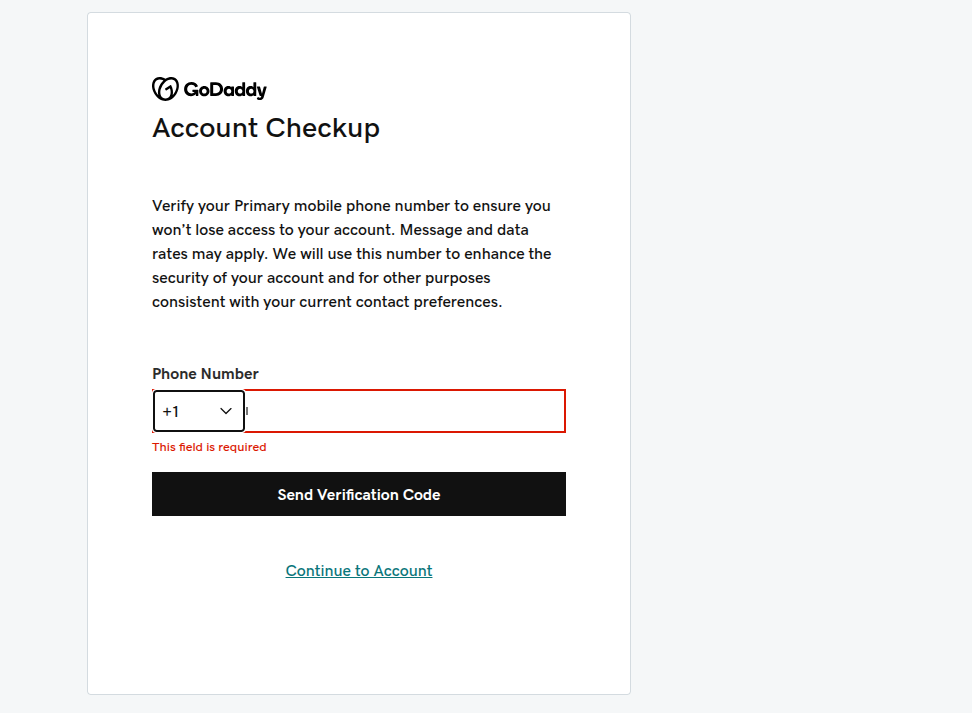 GoDaddy
Account Checkup
Verify your Primary mobile phone number to ensure you
won't lose access to your account. Message and data
rates may apply. We will use this number to enhance the
security of your account and for other purposes
consistent with your current contact preferences.
Phone Number
+1
This field is required
Send Verification Code
Continue to Account